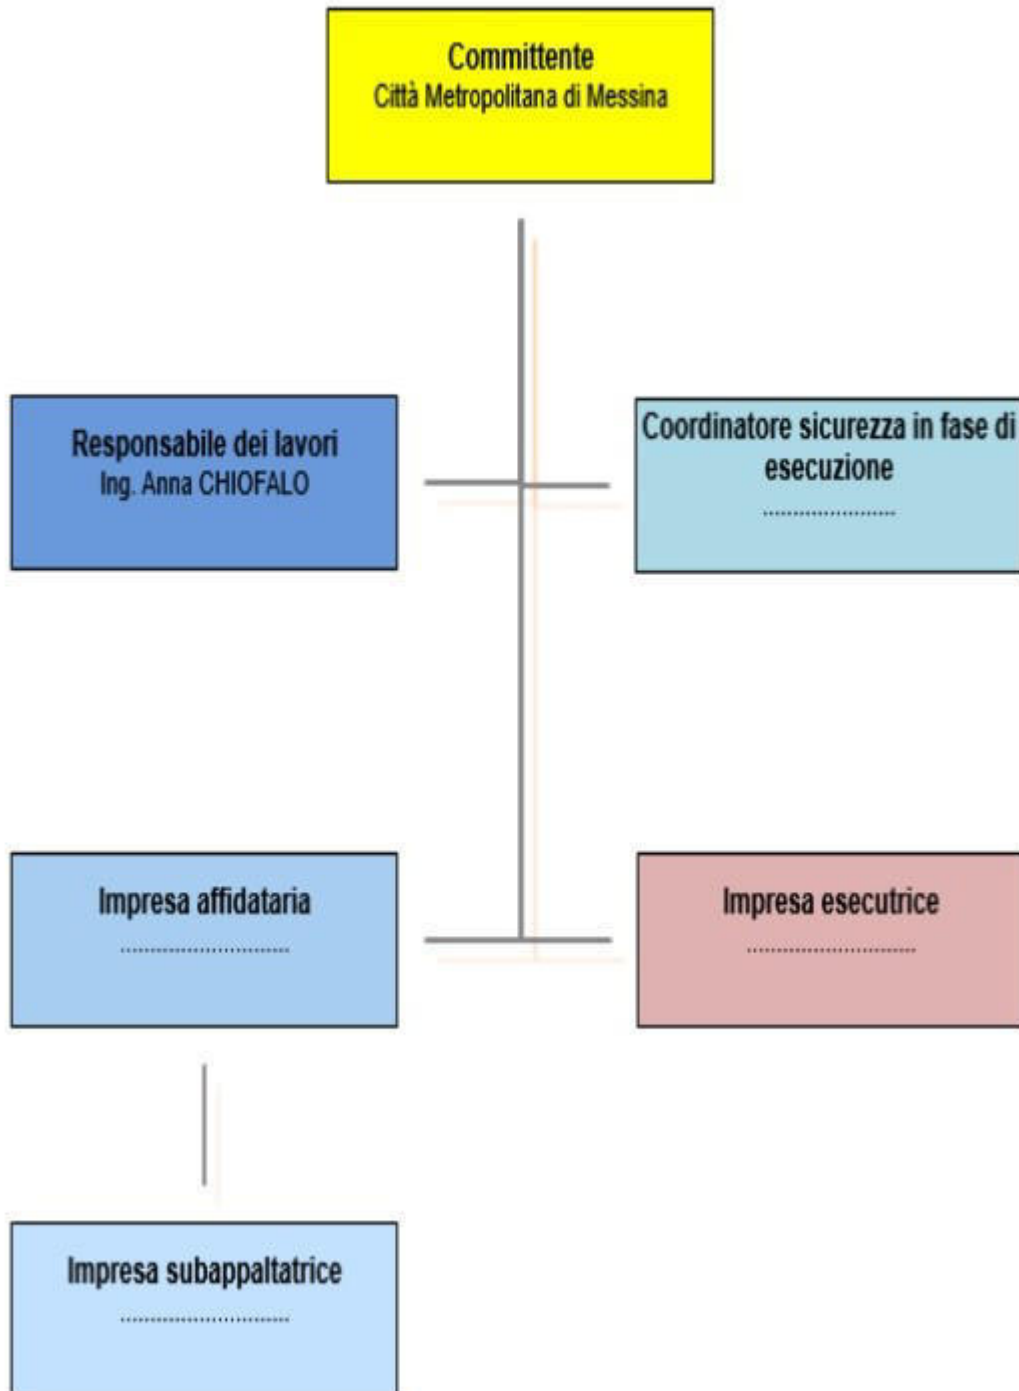 Committente
Città Metropolitana di Messina
Responsabile dei lavori
Ing. Anna CHIOFALO
Coordinatore sicurezza in fase di
esecuzione
......................
Impresa affidataria
............................
Impresa esecutrice
............................
Impresa subappaltatrice
............................